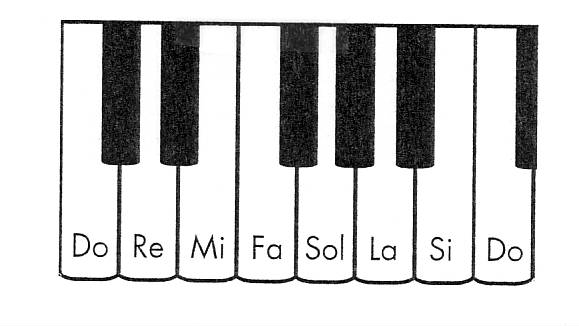 Do Re Mi Fa Sol La Si Do